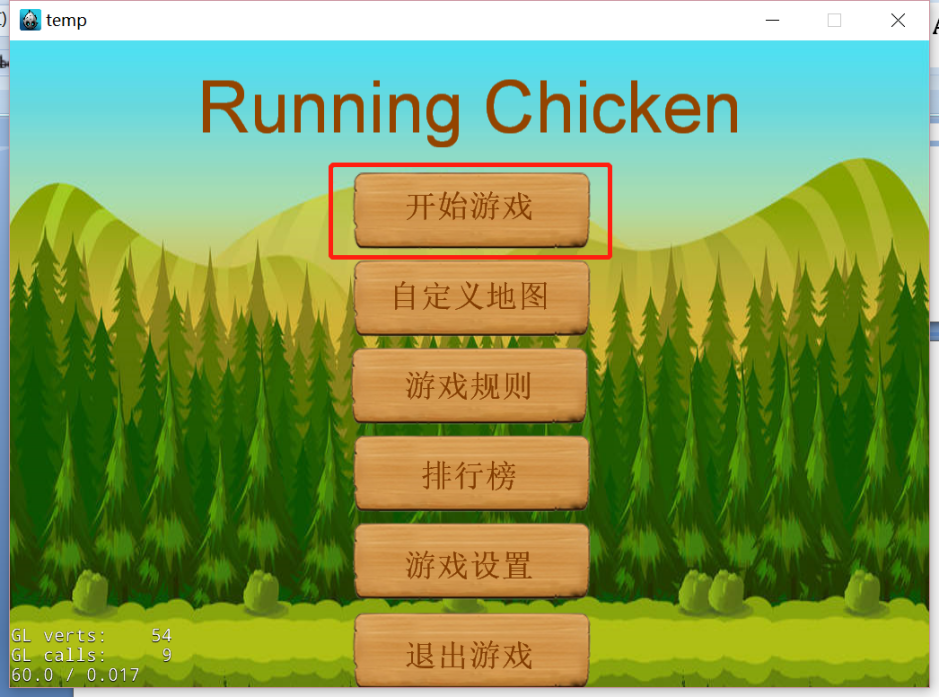 temp
Running Chicken
开始游戏
自定义地图
游戏规则
排行榜
游戏设置
退出游戏
GL verts: 54
GL calls: 9
60.0 / 0.017